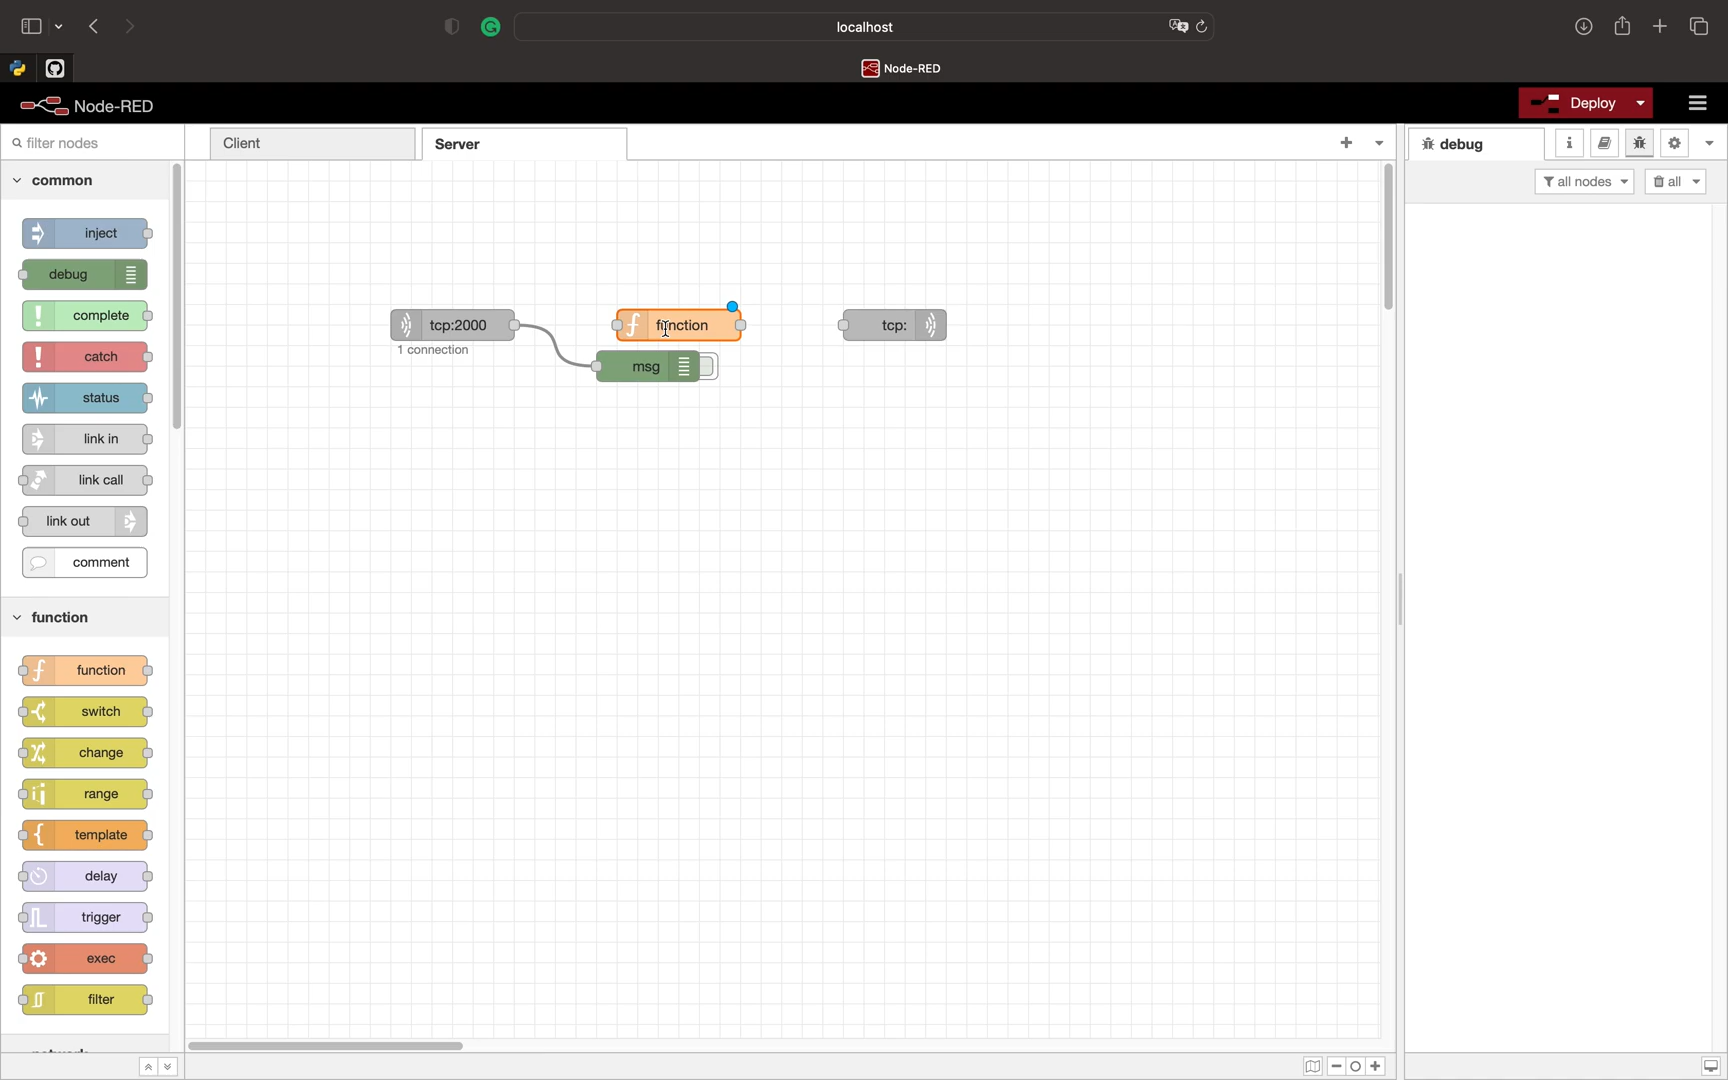 localhost
Node-RED
Node-RED
Deploy
filter nodes
Client
Server
debug
all nodes
all
common
inject
debug
complete
catch
status
link in
link call
link out
comment
function
function
switch
change
range
template
delay
trigger
exec
filter
tcp:2000
1 connection
function
msg
tcp: